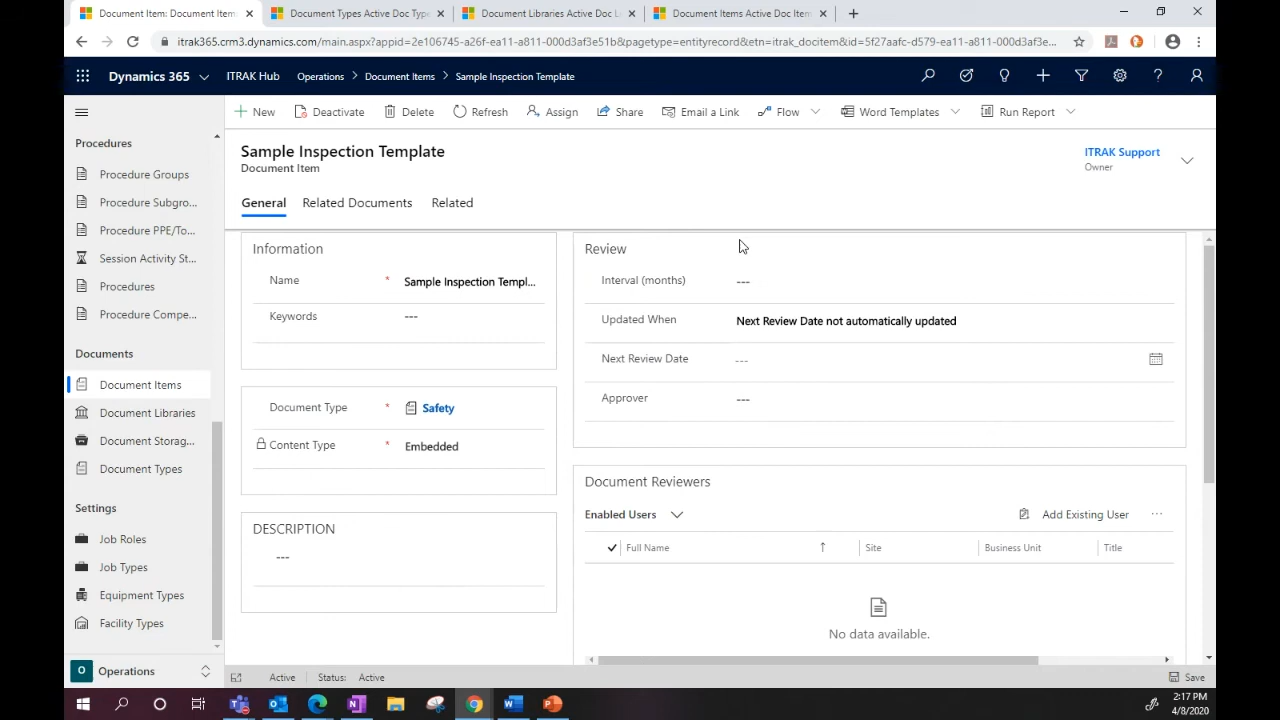 Document Item: Document Item
Document Types Active Doc Type
Document Libraries Active Doc L
Document Items Active Doc Item
itrak365.crm3.dynamics.com/main.aspx?appid=2e106745-a26f-ea11-a811-000d3af3e51b&pagetype=entityrecord&etn=itrak_docitem&id=5f27aafc-d579-ea11-a811-000d3af3e...
Dynamics 365 ITRAK Hub Operations > Document Items > Sample Inspection Template
New Deactivate Delete Refresh Assign Share Email a Link Flow Word Templates Run Report
Procedures
Procedure Groups
Procedure Subgro...
Procedure PPE/To...
Session Activity St...
Procedures
Procedure Compe...
Documents
Document Items
Document Libraries
Document Storag...
Document Types
Settings
Job Roles
Job Types
Equipment Types
Facility Types
O Operations
Sample Inspection Template
Document Item
ITRAK Support
Owner
General Related Documents Related
Information
Name * Sample Inspection Templ...
Keywords ---
Document Type * Safety
Content Type * Embedded
DESCRIPTION
---
Review
Interval (months) ---
Updated When Next Review Date not automatically updated
Next Review Date ---
Approver ---
Document Reviewers
Enabled Users Add Existing User ...
Full Name Site Business Unit Title
No data available.
Active Status: Active Save
2:17 PM
4/8/2020